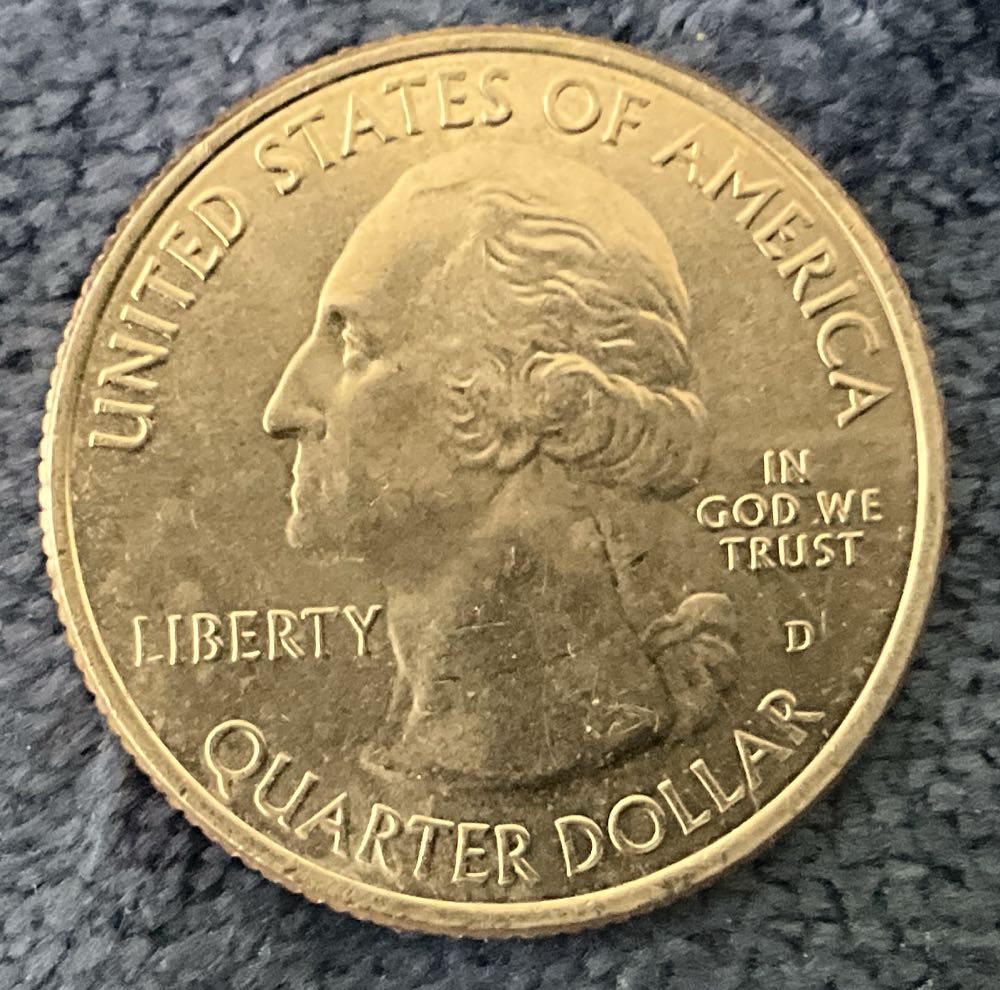 UNITED STATES OF AMERICA
IN
GOD WE
TRUST
LIBERTY
D
QUARTER DOLLAR